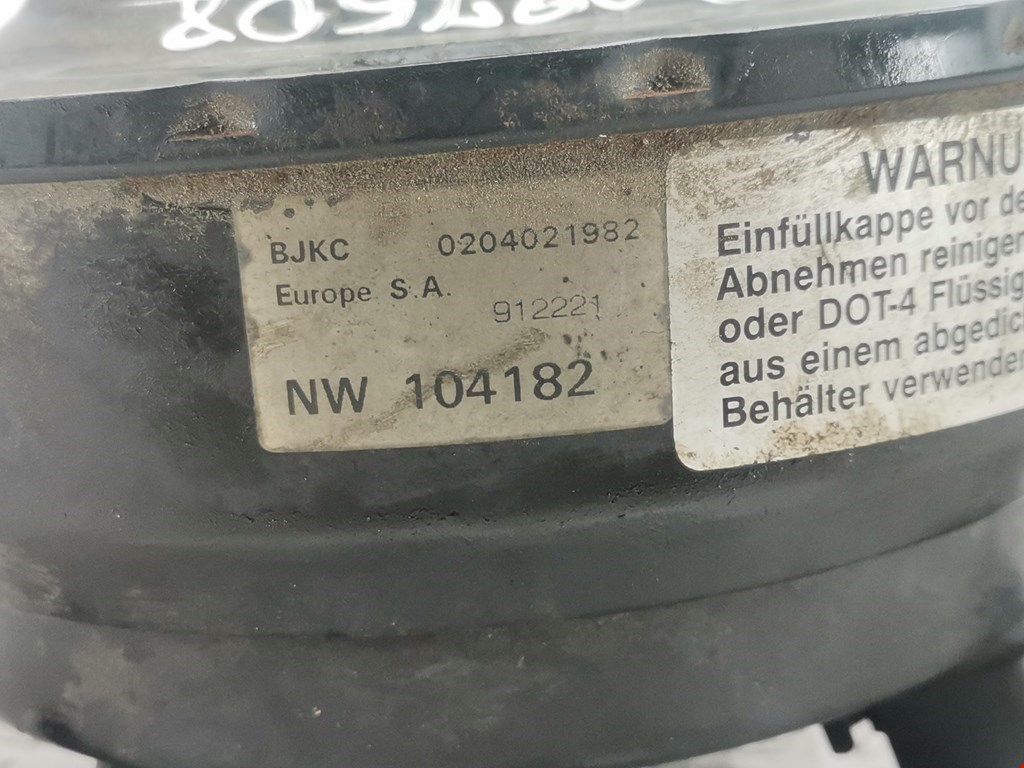 BJKC 0204021982
Europe S.A.
912221
NW 104182
WARNU
Einfüllkappe vor de
Abnehmen reinigen
oder DOT-4 Flüssig
aus einem abgedic
Behälter verwenden